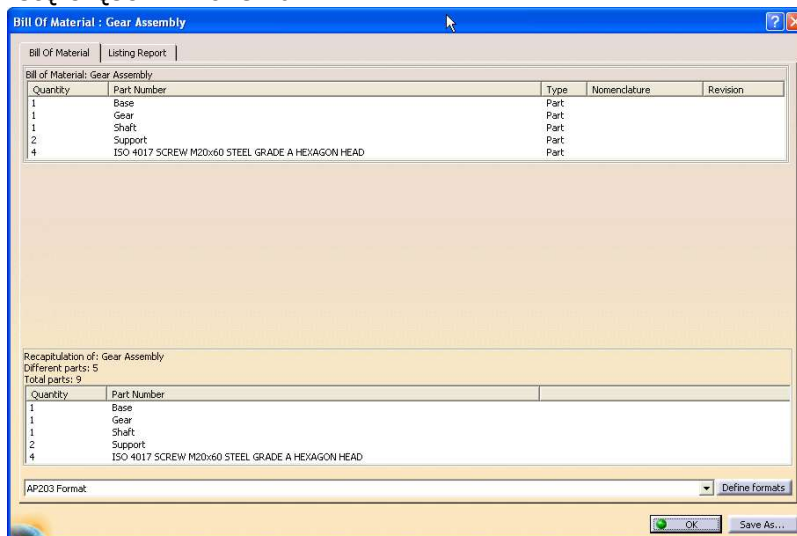 Bill Of Material : Gear Assembly
Bill Of Material Listing Report
Bill of Material: Gear Assembly
Quantity Part Number Type Nomenclature Revision
1 Base Part
1 Gear Part
1 Shaft Part
2 Support Part
4 ISO 4017 SCREW M20x60 STEEL GRADE A HEXAGON HEAD Part
Recapitulation of: Gear Assembly
Different parts: 5
Total parts: 9
Quantity Part Number
1 Base
1 Gear
1 Shaft
2 Support
4 ISO 4017 SCREW M20x60 STEEL GRADE A HEXAGON HEAD
AP203 Format Define formats
OK Save As...